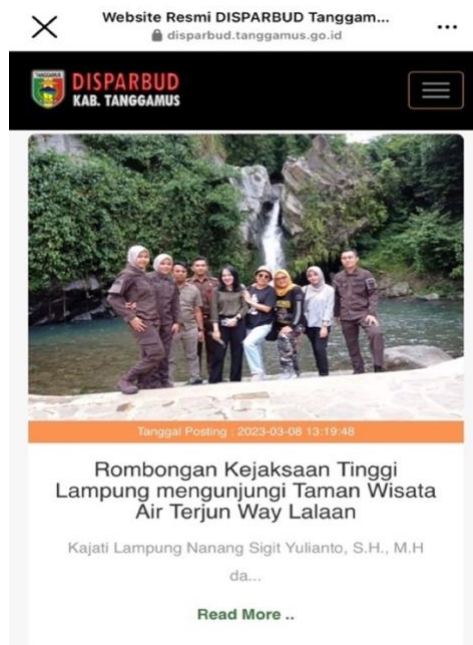 Website Resmi DISPARBUD Tanggam...
disparbud.tanggamus.go.id
DISPARBUD
KAB. TANGGAMUS
Tanggal Posting : 2023-03-08 13:19:48
Rombongan Kejaksaan Tinggi
Lampung mengunjungi Taman Wisata
Air Terjun Way Lalaan
Kajati Lampung Nanang Sigit Yulianto, S.H., M.H
da...
Read More ..